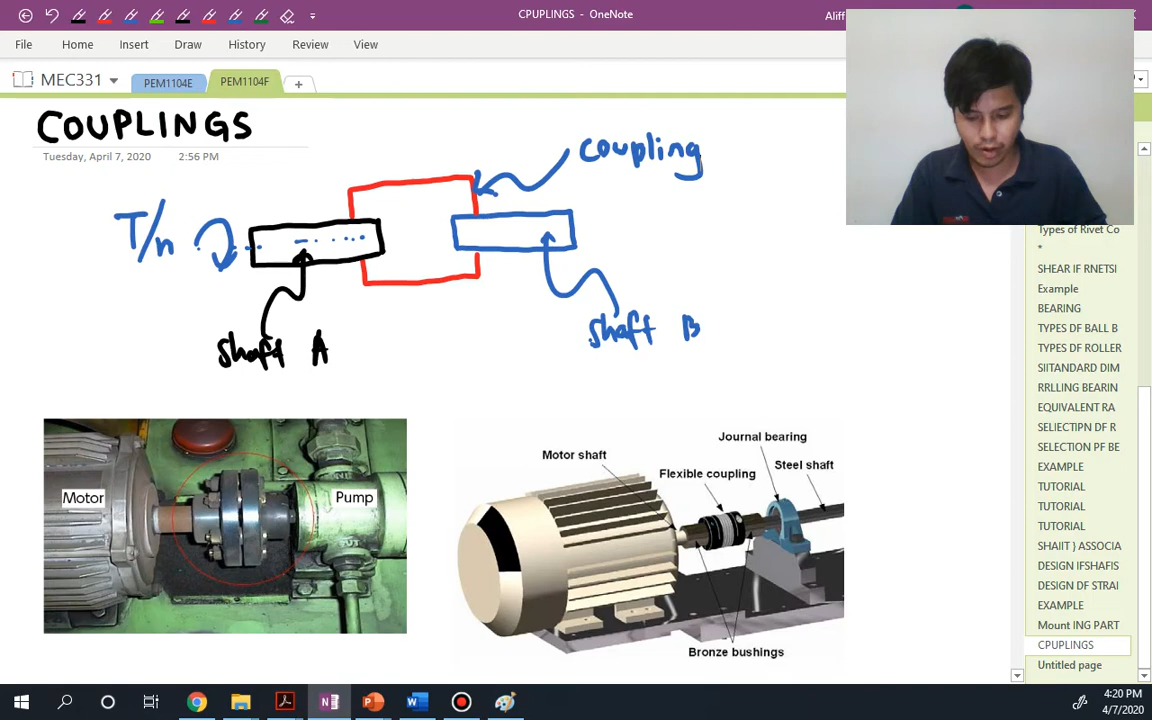 CPUPLINGS - OneNote
Aliff
File Home Insert Draw History Review View
MEC331 PEM1104E PEM1104F
COUPLINGS
Tuesday, April 7, 2020 2:56 PM
coupling
T/n
shaft A
shaft B
Motor
Pump
Journal bearing
Motor shaft
Steel shaft
Flexible coupling
Bronze bushings
Types of Rivet Co
*
SHEAR IF RNETSI
Example
BEARING
TYPES DF BALL B
TYPES DF ROLLER
SIITANDARD DIM
RRLLING BEARIN
EQUIVALENT RA
SELIECTIPN DF R
SELECTION PF BE
EXAMPLE
TUTORIAL
TUTORIAL
TUTORIAL
SHAIIT } ASSOCIA
DESIGN IFSHAFIS
DESIGN DF STRAI
EXAMPLE
Mount ING PART
CPUPLINGS
Untitled page
4:20 PM
4/7/2020